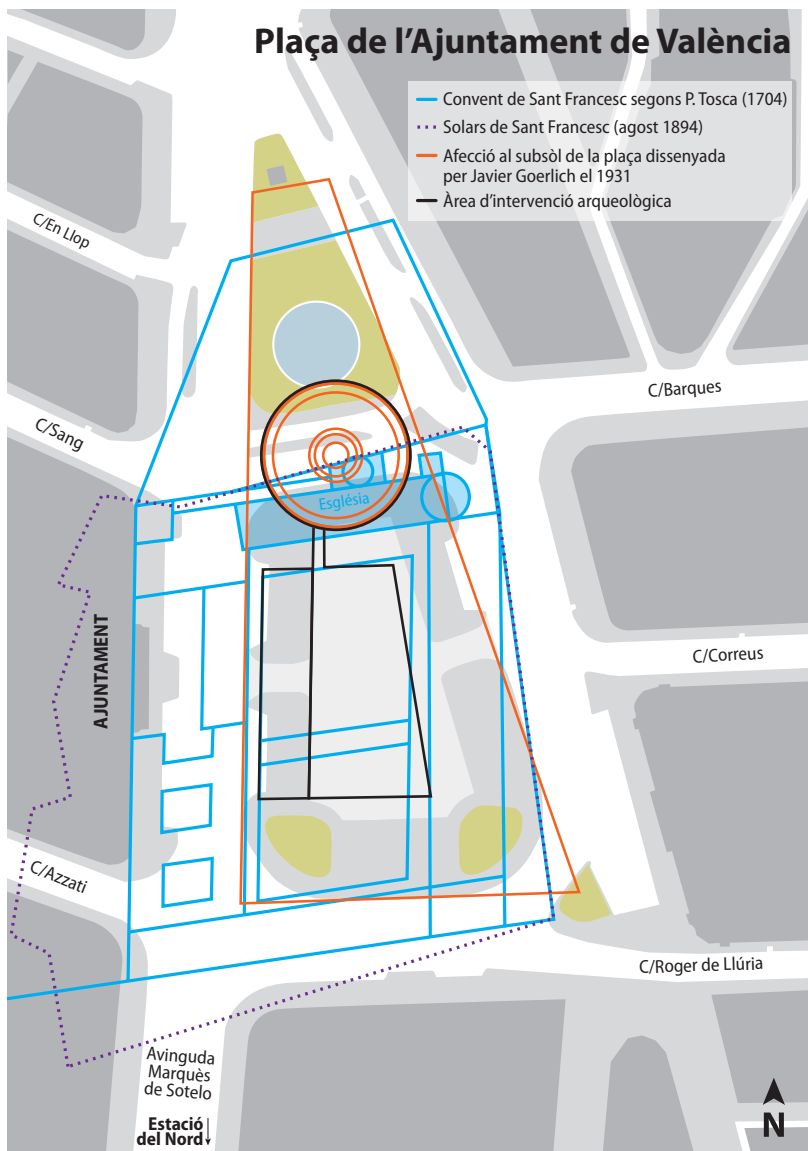 Plaça de l'Ajuntament de València
Convent de Sant Francesc segons P. Tosca (1704)
Solars de Sant Francesc (agost 1894)
Afecció al subsòl de la plaça dissenyada
per Javier Goerlich el 1931
Àrea d'intervenció arqueològica
C/En Llop
C/Barques
C/Sang
Església
C/Correus
AJUNTAMENT
C/Azzati
C/Roger de Llúria
Avinguda
Marquès
de Sotelo
Estació
del Nord
N